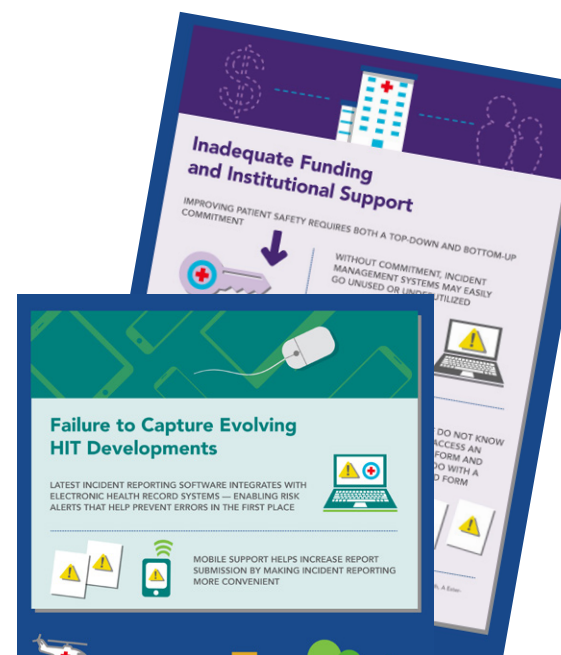 Inadequate Funding
and Institutional Support
IMPROVING PATIENT SAFETY REQUIRES BOTH A TOP-DOWN AND BOTTOM-UP
COMMITMENT
WITHOUT COMMITMENT, INCIDENT
MANAGEMENT SYSTEMS MAY EASILY
GO UNUSED OR UNDERUTILIZED
DO NOT KNOW
ACCESS AN
FORM AND
DO WITH A
FORM
Failure to Capture Evolving
HIT Developments
LATEST INCIDENT REPORTING SOFTWARE INTEGRATES WITH
ELECTRONIC HEALTH RECORD SYSTEMS — ENABLING RISK
ALERTS THAT HELP PREVENT ERRORS IN THE FIRST PLACE
MOBILE SUPPORT HELPS INCREASE REPORT
SUBMISSION BY MAKING INCIDENT REPORTING
MORE CONVENIENT